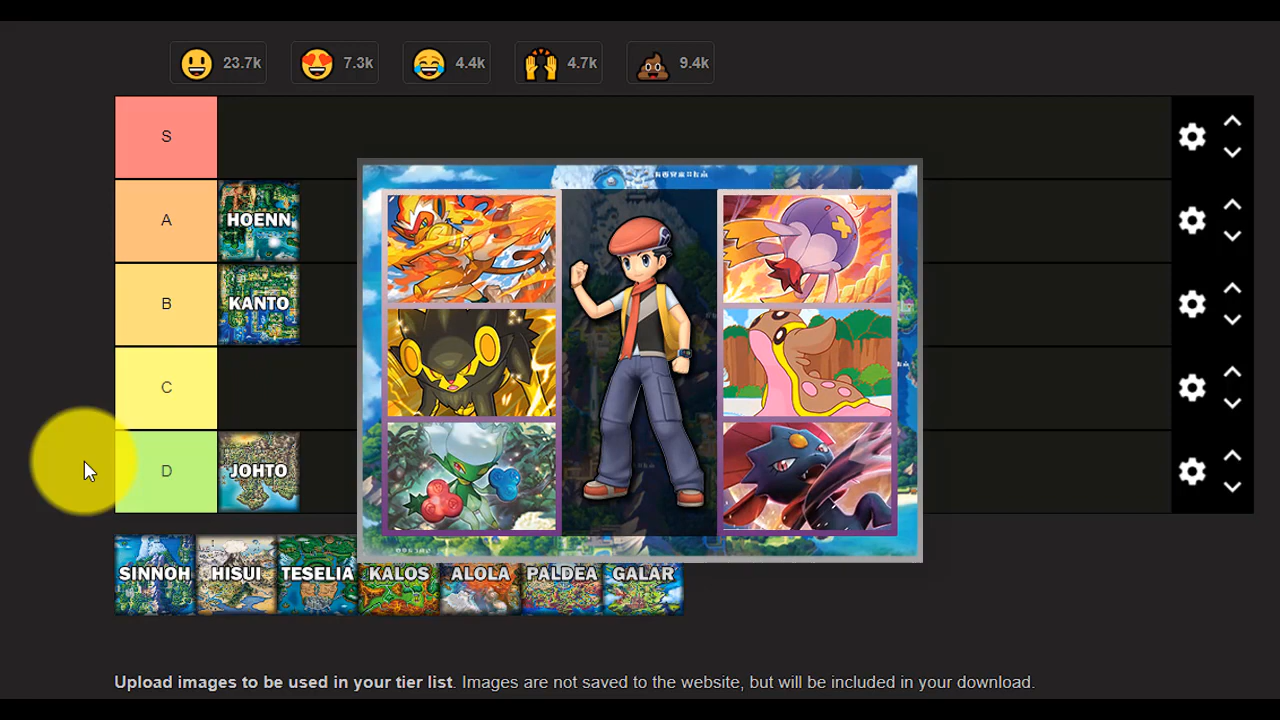 23.7k 7.3k 4.4k 4.7k 9.4k
S
A HOENN
B KANTO
C
D JOHTO
SINNOH HISUI TESELIA KALOS ALOLA PALDEA GALAR
Upload images to be used in your tier list. Images are not saved to the website, but will be included in your download.